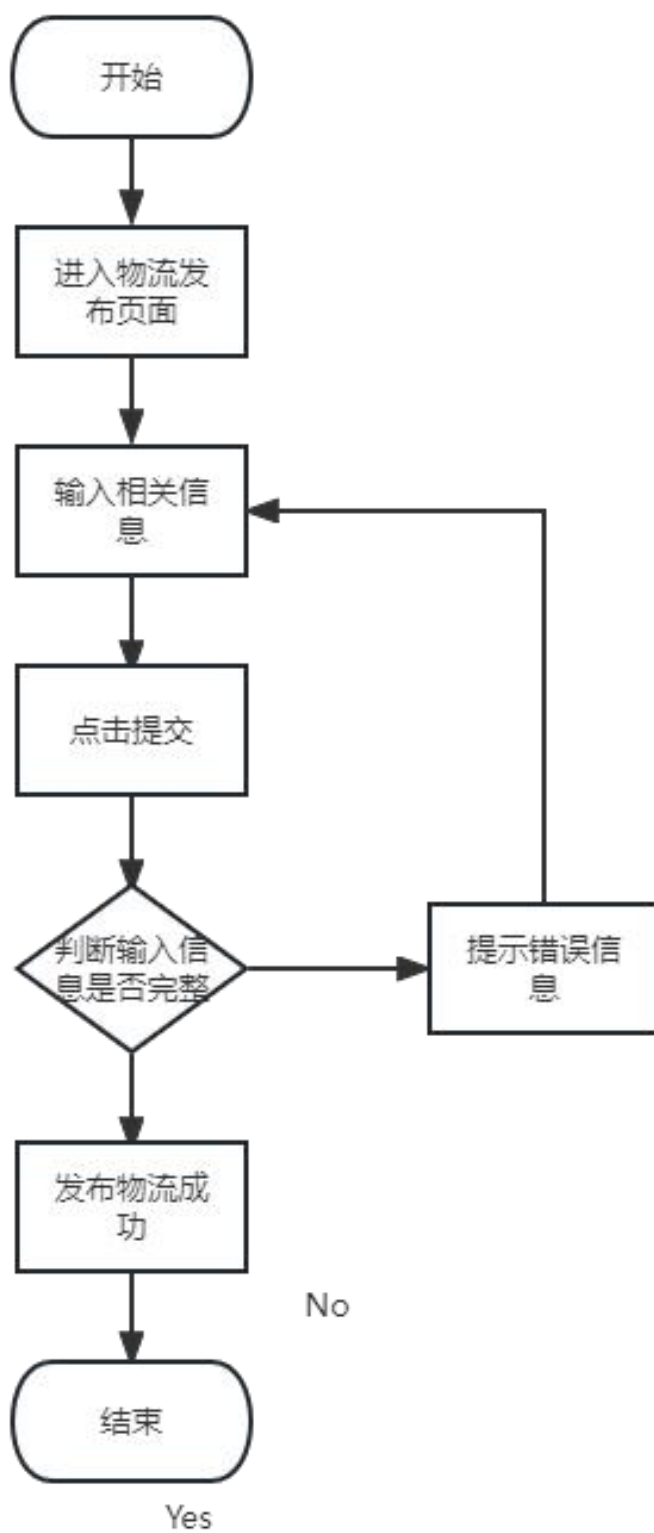 开始
进入物流发
布页面
输入相关信
息
点击提交
判断输入信
息是否完整
提示错误信
息
发布物流成
功
No
结束
Yes